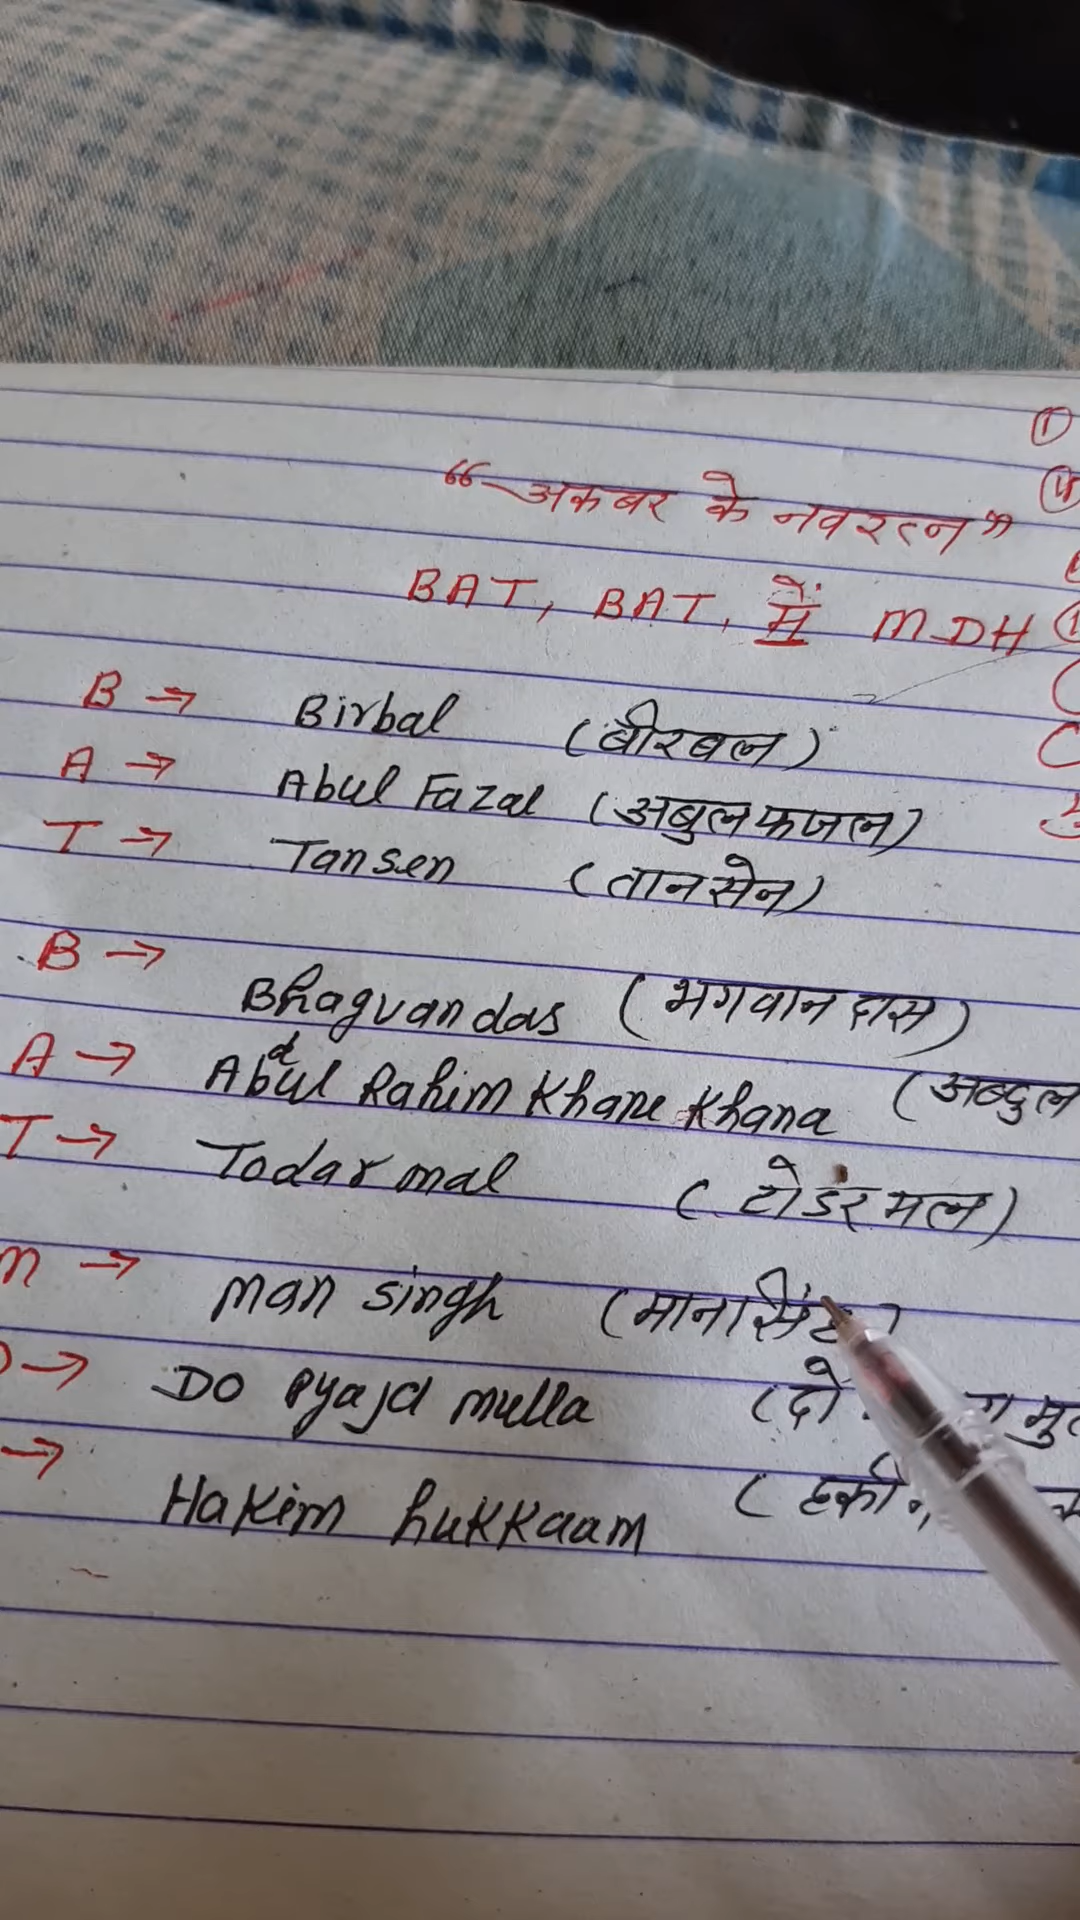 “अकबर के नवरत्न”
BAT, BAT, में MDH
B → Birbal (बीरबल)
A → Abul Fazal (अबुल फजल)
T → Tansen (तानसेन)
B → Bhagvandas (भगवान दास)
A → Abdul Rahim Khane Khana (अब्दुल
T → Todarmal (टोडरमल)
M → Man singh (मानसिंह)
→ Do Pyaja mulla (दो
→ Hakim hukkaam